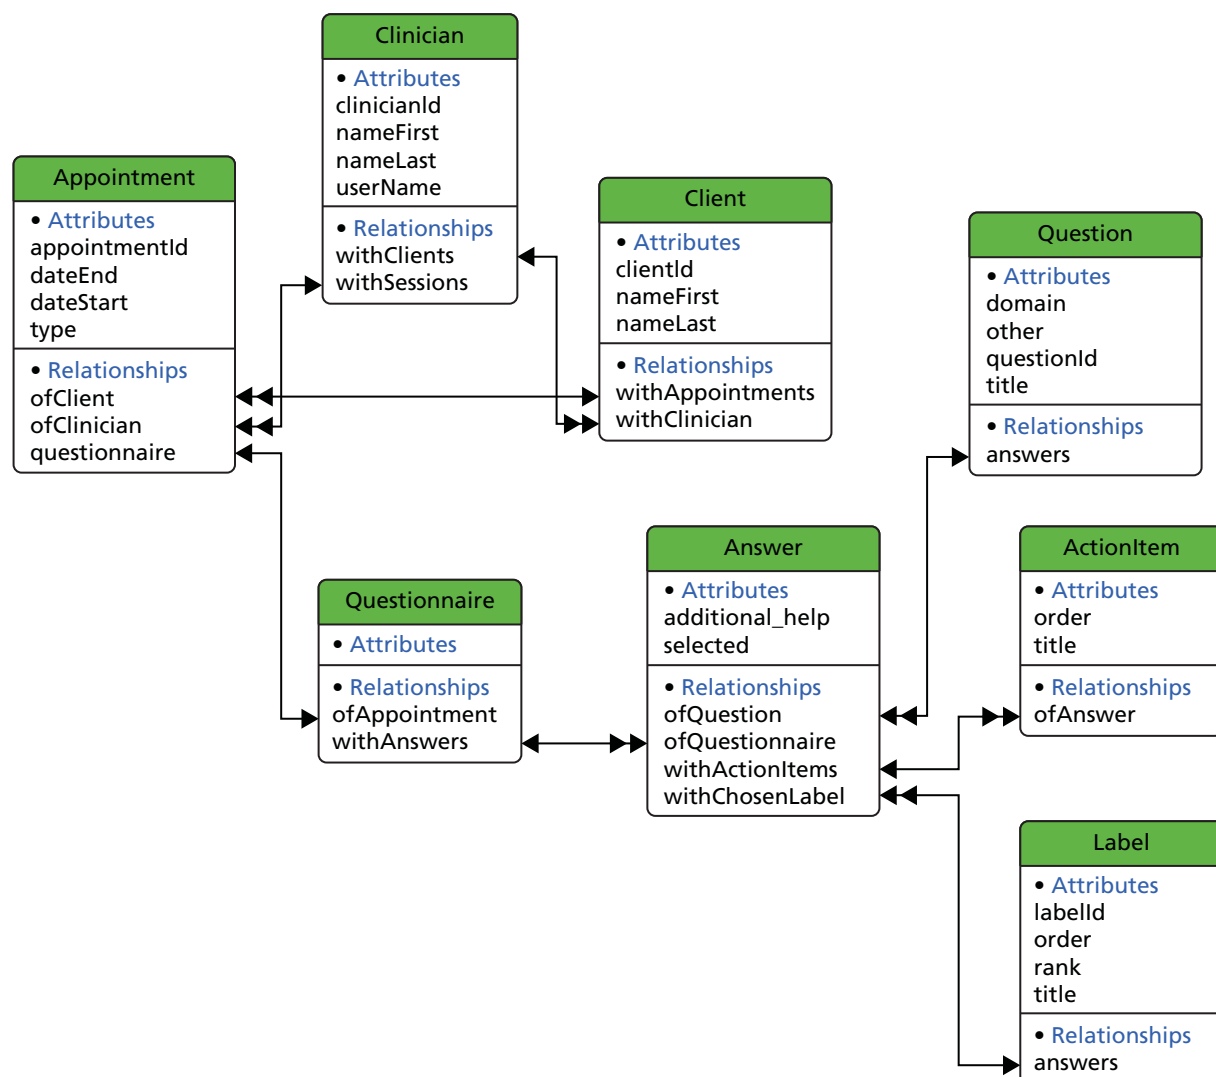 Clinician
• Attributes
clinicianId
nameFirst
nameLast
userName
• Relationships
withClients
withSessions
Appointment
• Attributes
appointmentId
dateEnd
dateStart
type
• Relationships
ofClient
ofClinician
questionnaire
Client
• Attributes
clientId
nameFirst
nameLast
• Relationships
withAppointments
withClinician
Question
• Attributes
domain
other
questionId
title
• Relationships
answers
Questionnaire
• Attributes
• Relationships
ofAppointment
withAnswers
Answer
• Attributes
additional_help
selected
• Relationships
ofQuestion
ofQuestionnaire
withActionItems
withChosenLabel
ActionItem
• Attributes
order
title
• Relationships
ofAnswer
Label
• Attributes
labelId
order
rank
title
• Relationships
answers